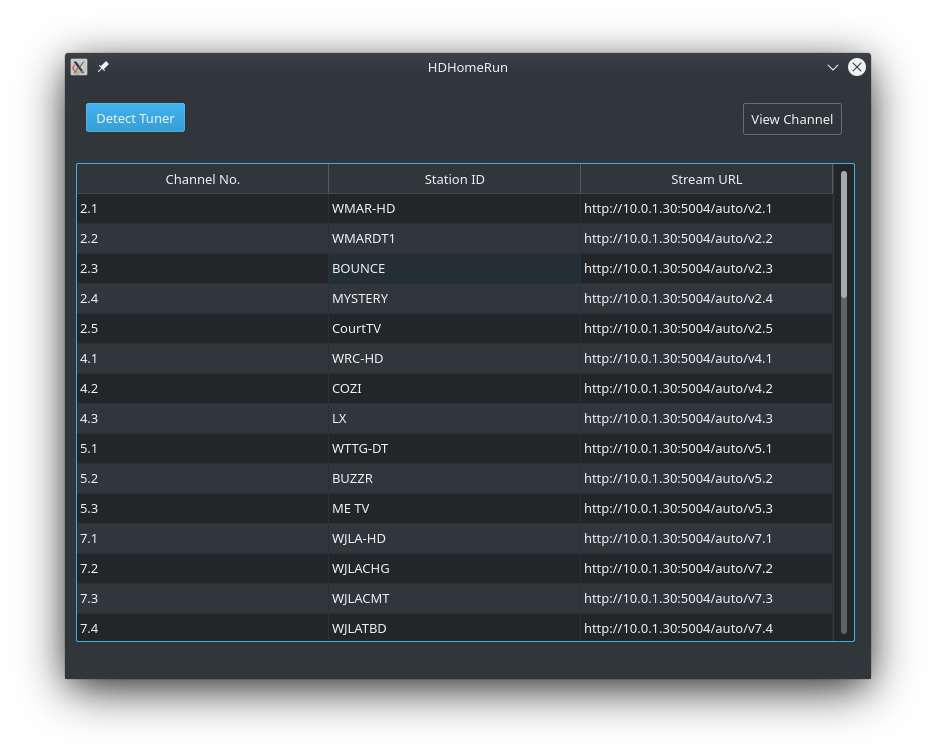 HDHomeRun
Detect Tuner
View Channel
Channel No. Station ID Stream URL
2.1 WMAR-HD http://10.0.1.30:5004/auto/v2.1
2.2 WMARDT1 http://10.0.1.30:5004/auto/v2.2
2.3 BOUNCE http://10.0.1.30:5004/auto/v2.3
2.4 MYSTERY http://10.0.1.30:5004/auto/v2.4
2.5 CourtTV http://10.0.1.30:5004/auto/v2.5
4.1 WRC-HD http://10.0.1.30:5004/auto/v4.1
4.2 COZI http://10.0.1.30:5004/auto/v4.2
4.3 LX http://10.0.1.30:5004/auto/v4.3
5.1 WTTG-DT http://10.0.1.30:5004/auto/v5.1
5.2 BUZZR http://10.0.1.30:5004/auto/v5.2
5.3 ME TV http://10.0.1.30:5004/auto/v5.3
7.1 WJLA-HD http://10.0.1.30:5004/auto/v7.1
7.2 WJLACHG http://10.0.1.30:5004/auto/v7.2
7.3 WJLACMT http://10.0.1.30:5004/auto/v7.3
7.4 WJLATBD http://10.0.1.30:5004/auto/v7.4